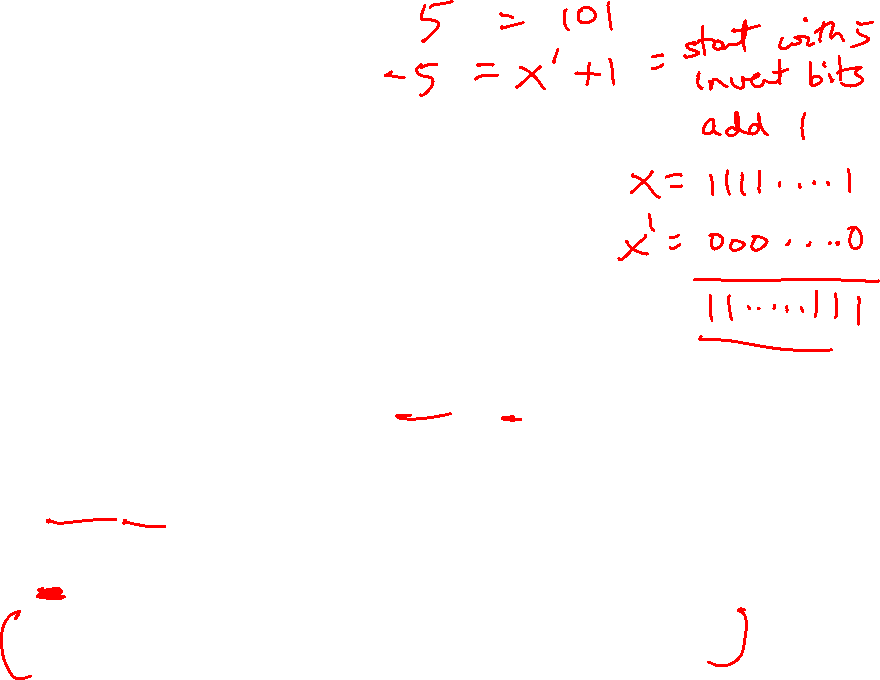 5 = 101
-5 = x' + 1 = start with 5
invert bits
add 1
x = 1111.....1
x' = 000.....0
11.....111